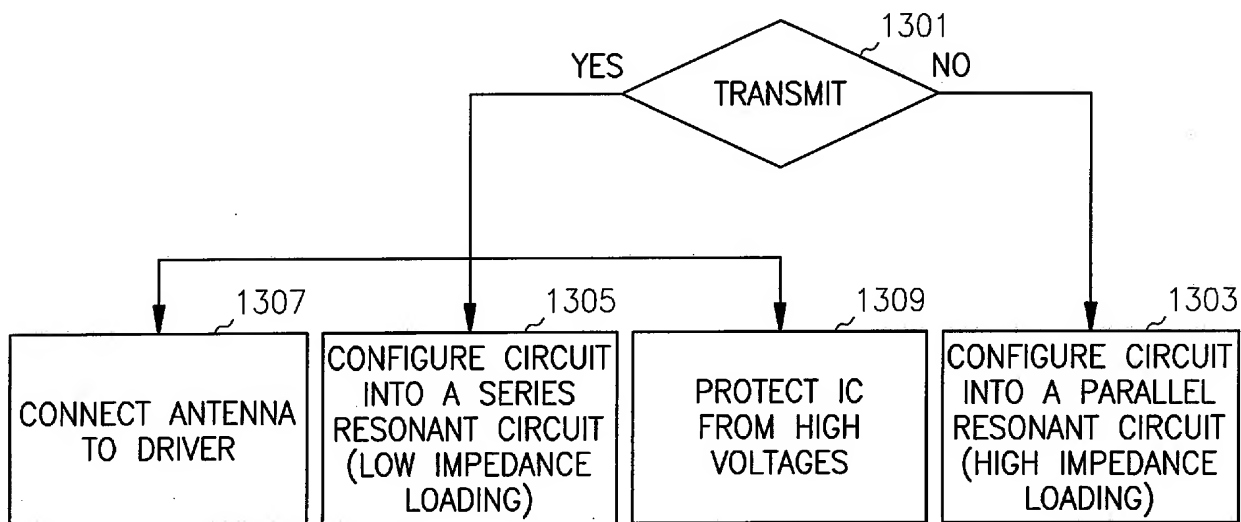 1301
YES
TRANSMIT
NO
1307
CONNECT ANTENNA
TO DRIVER
1305
CONFIGURE CIRCUIT
INTO A SERIES
RESONANT CIRCUIT
(LOW IMPEDANCE
LOADING)
1309
PROTECT IC
FROM HIGH
VOLTAGES
1303
CONFIGURE CIRCUIT
INTO A PARALLEL
RESONANT CIRCUIT
(HIGH IMPEDANCE
LOADING)